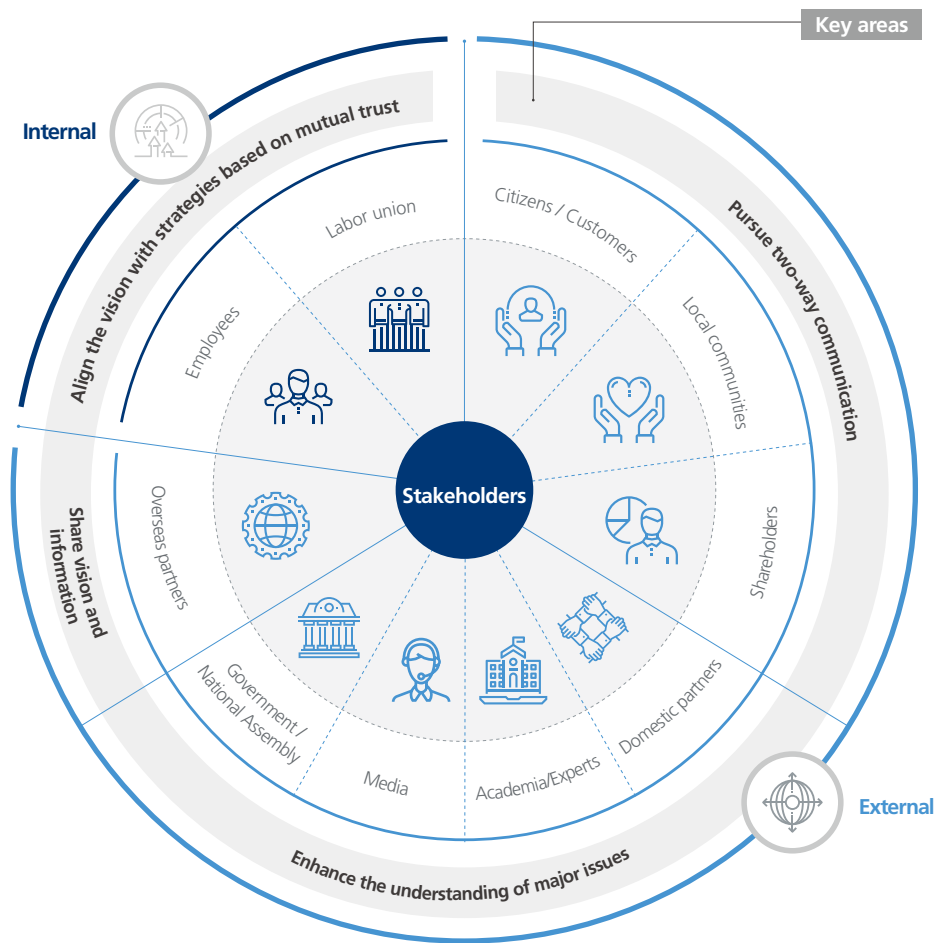 Key areas
Internal
Align the vision with strategies based on mutual trust
Labor union
Employees
Citizens / Customers
Local communities
Pursue two-way communication
Stakeholders
Shareholders
Overseas partners
Share vision and
information
Government /
National Assembly
Media
Academia/Experts
Domestic partners
External
Enhance the understanding of major issues